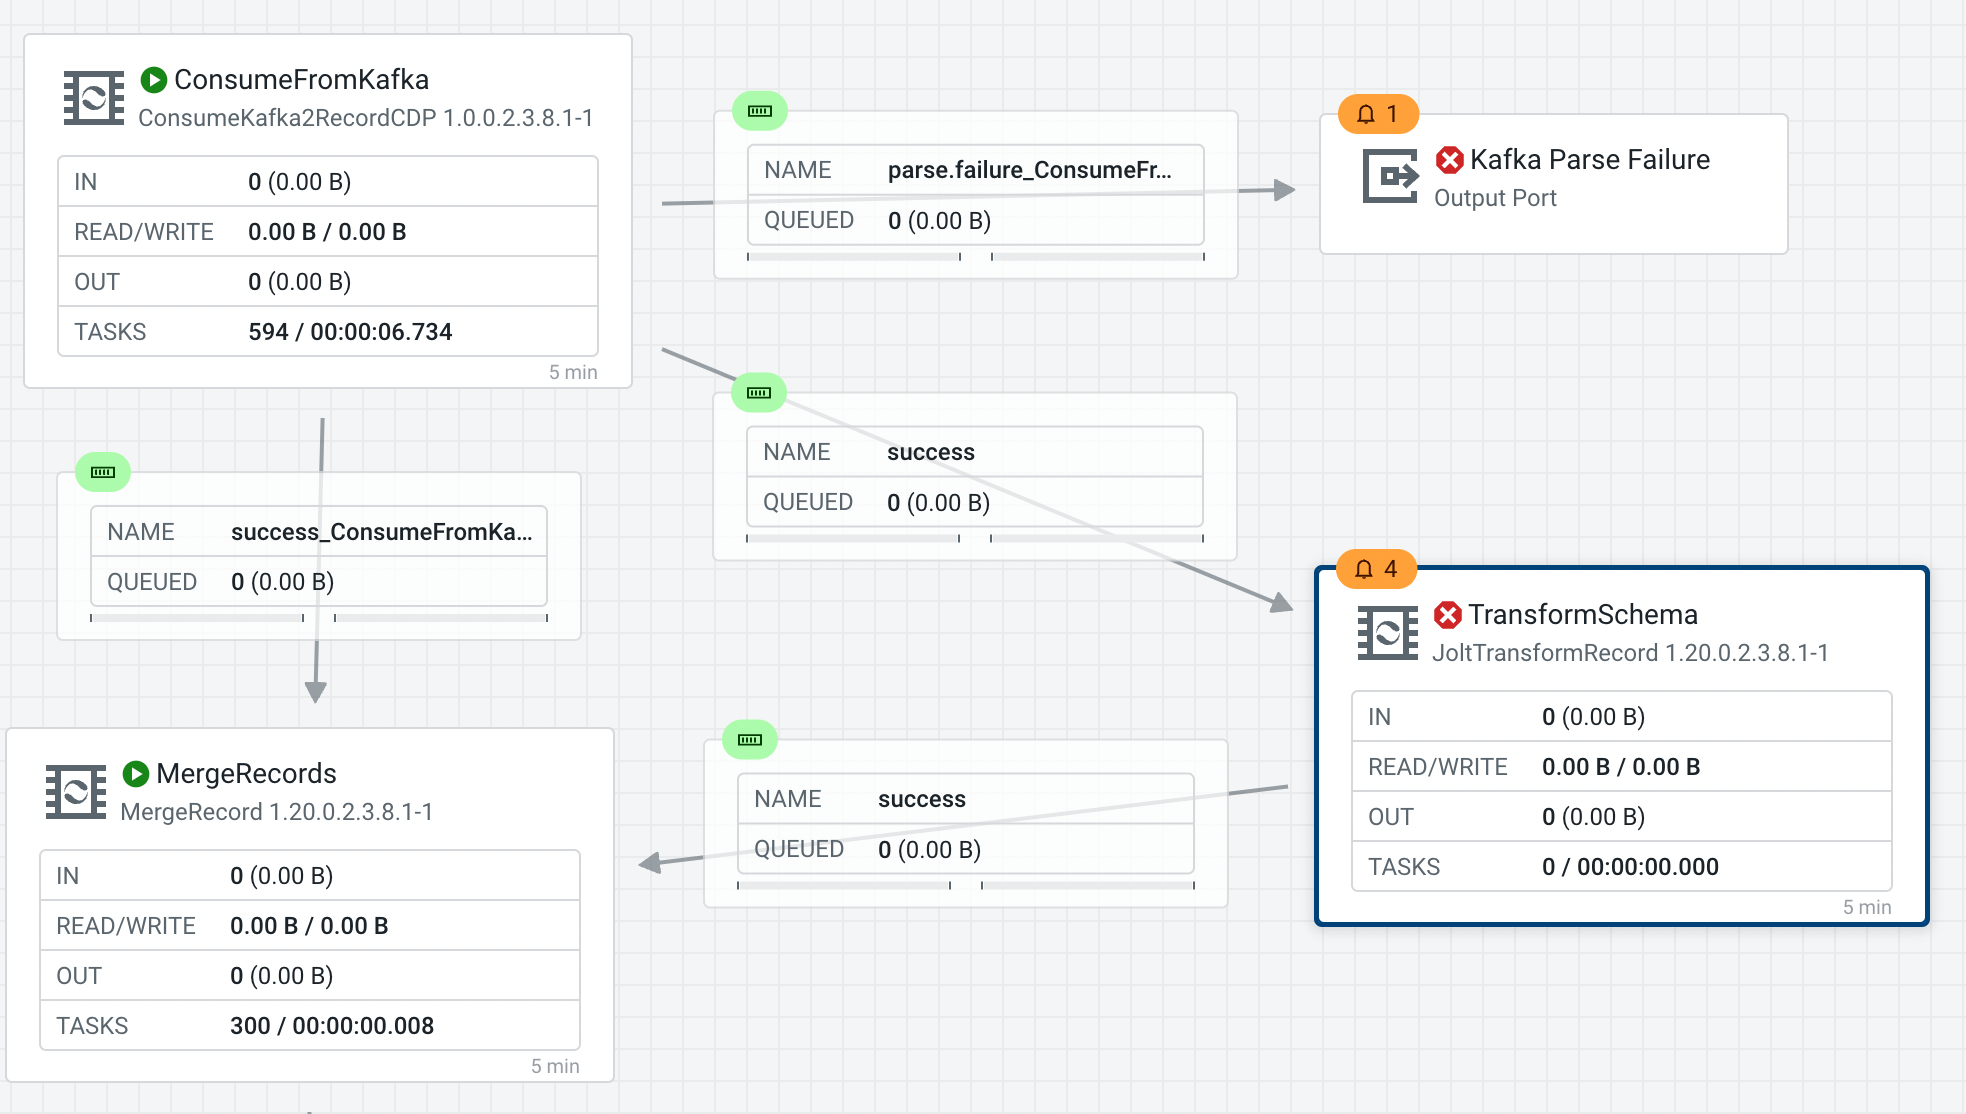 ConsumeFromKafka
ConsumeKafka2RecordCDP 1.0.0.2.3.8.1-1
IN 0 (0.00 B)
READ/WRITE 0.00 B / 0.00 B
OUT 0 (0.00 B)
TASKS 594 / 00:00:06.734
5 min
NAME parse.failure_ConsumeFr...
QUEUED 0 (0.00 B)
1
Kafka Parse Failure
Output Port
NAME success
QUEUED 0 (0.00 B)
NAME success_ConsumeFromKa...
QUEUED 0 (0.00 B)
4
TransformSchema
JoltTransformRecord 1.20.0.2.3.8.1-1
IN 0 (0.00 B)
READ/WRITE 0.00 B / 0.00 B
OUT 0 (0.00 B)
TASKS 0 / 00:00:00.000
5 min
NAME success
QUEUED 0 (0.00 B)
MergeRecords
MergeRecord 1.20.0.2.3.8.1-1
IN 0 (0.00 B)
READ/WRITE 0.00 B / 0.00 B
OUT 0 (0.00 B)
TASKS 300 / 00:00:00.008
5 min